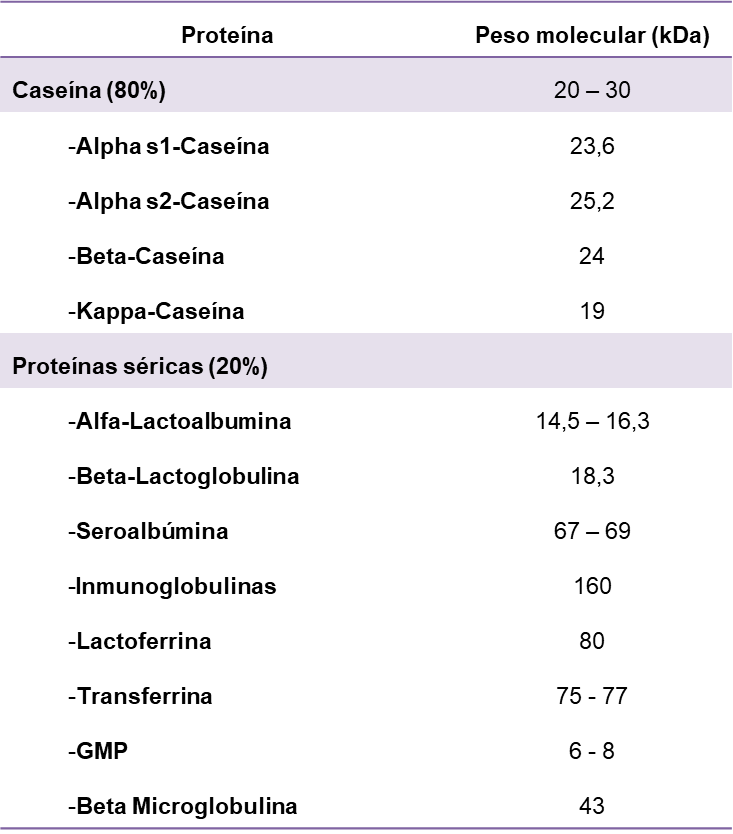 Proteína Peso molecular (kDa)
Caseína (80%) 20 – 30
-Alpha s1-Caseína 23,6
-Alpha s2-Caseína 25,2
-Beta-Caseína 24
-Kappa-Caseína 19
Proteínas séricas (20%)
-Alfa-Lactoalbumina 14,5 – 16,3
-Beta-Lactoglobulina 18,3
-Seroalbúmina 67 – 69
-Inmunoglobulinas 160
-Lactoferrina 80
-Transferrina 75 - 77
-GMP 6 - 8
-Beta Microglobulina 43